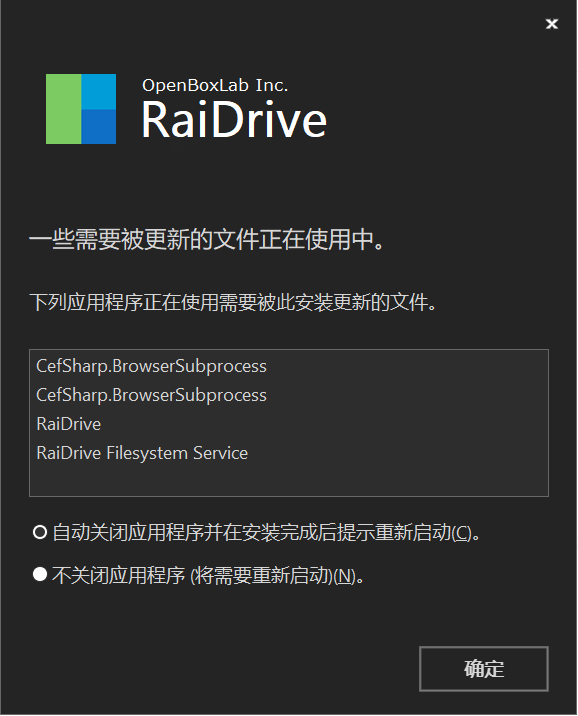 OpenBoxLab Inc.
RaiDrive
一些需要被更新的文件正在使用中。
下列应用程序正在使用需要被此安装更新的文件。
CefSharp.BrowserSubprocess
CefSharp.BrowserSubprocess
RaiDrive
RaiDrive Filesystem Service
自动关闭应用程序并在安装完成后提示重新启动(C)。
不关闭应用程序 (将需要重新启动)(N)。
确定